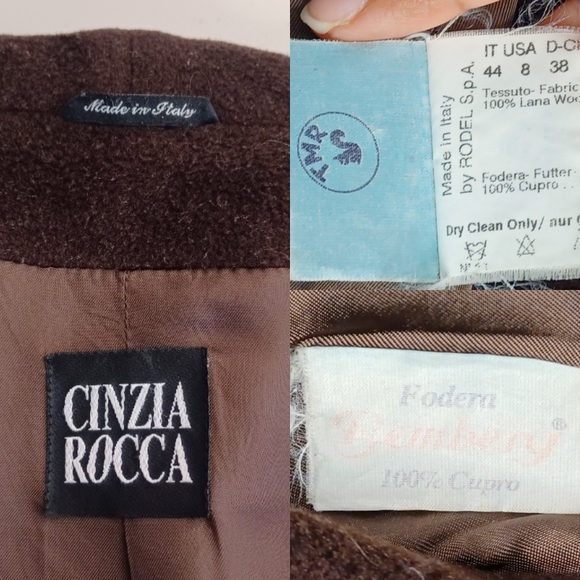 Made in Italy
CINZIA
ROCCA
TMR
Made in Italy
by RODEL S.p.A.
IT USA D-C
44 8 38
Tessuto- Fabric
100% Lana Woo
Fodera- Futter-
100% Cupro
Dry Clean Only/ aur
Fodera
Bemberg®
100% Cupro